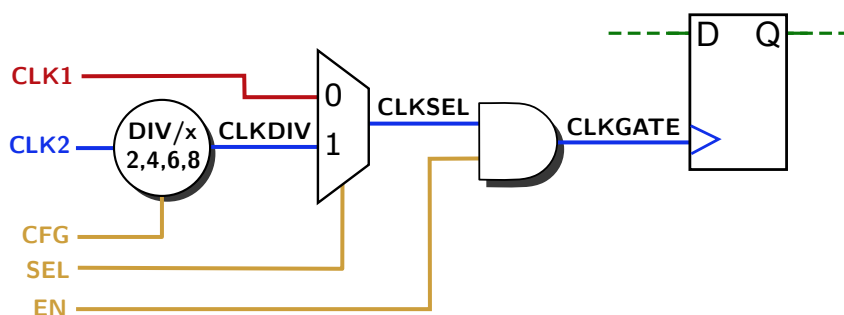 D Q
CLK1
0
CLKSEL
DIV/x
2,4,6,8
CLKDIV
1
CLKGATE
CLK2
CFG
SEL
EN